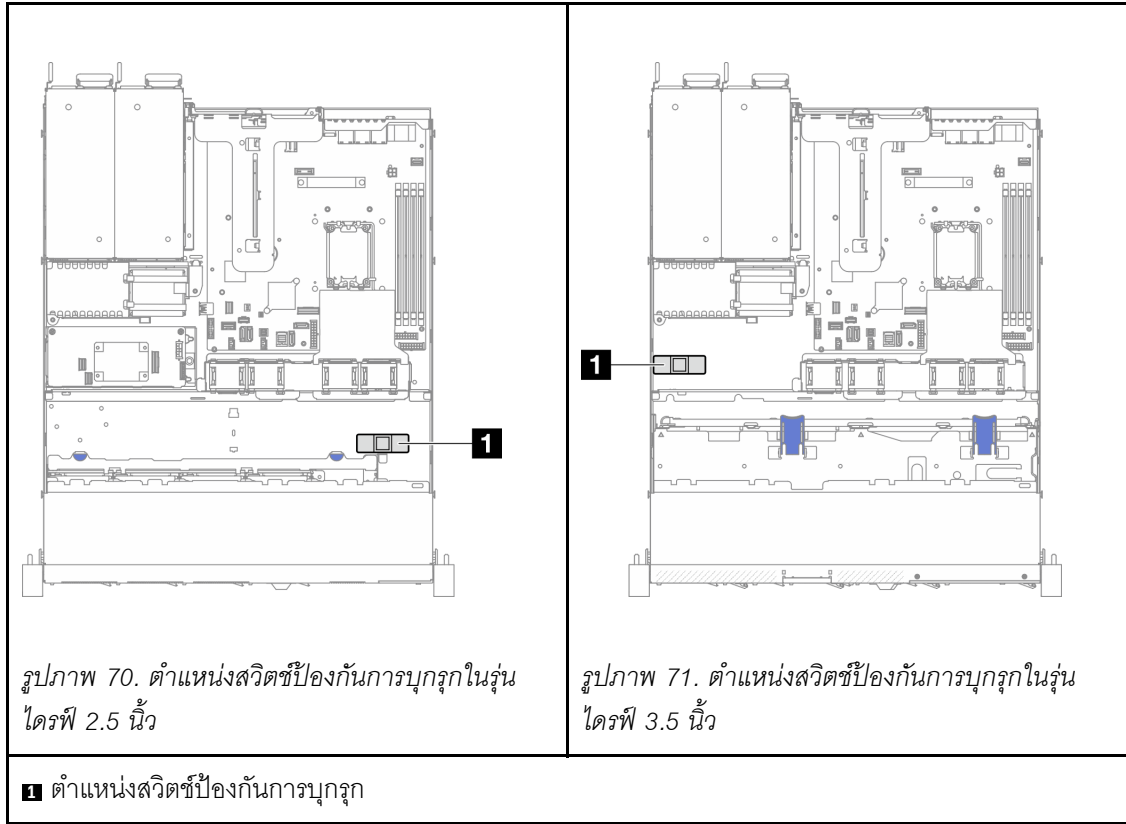 1
1
รูปภาพ 70. ตำแหน่งสวิตช์ป้องกันการบุกรุกในรุ่น
ไดรฟ์ 2.5 นิ้ว
รูปภาพ 71. ตำแหน่งสวิตช์ป้องกันการบุกรุกในรุ่น
ไดรฟ์ 3.5 นิ้ว
1 ตำแหน่งสวิตช์ป้องกันการบุกรุก